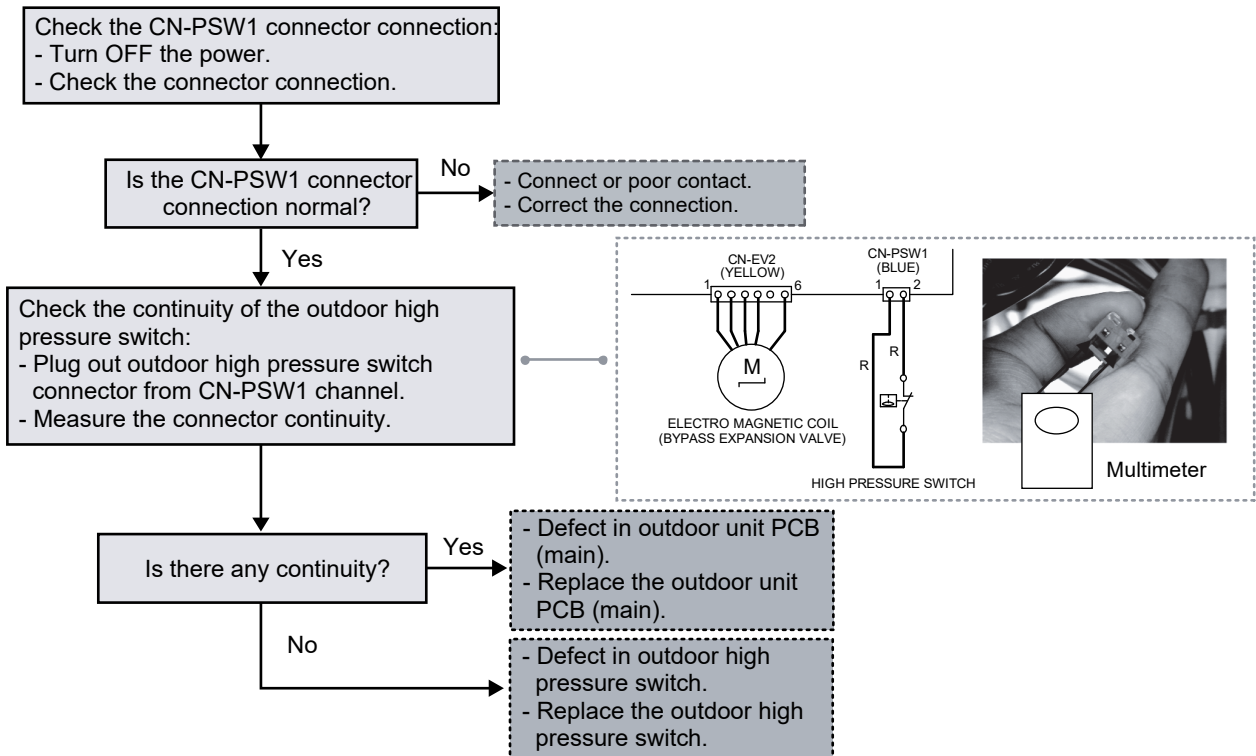 Check the CN-PSW1 connector connection:
- Turn OFF the power.
- Check the connector connection.
Is the CN-PSW1 connector
connection normal?
No
- Connect or poor contact.
- Correct the connection.
Yes
Check the continuity of the outdoor high
pressure switch:
- Plug out outdoor high pressure switch
connector from CN-PSW1 channel.
- Measure the connector continuity.
CN-EV2
(YELLOW)
1
6
M
ELECTRO MAGNETIC COIL
(BYPASS EXPANSION VALVE)
CN-PSW1
(BLUE)
1
2
R
R
HIGH PRESSURE SWITCH
Multimeter
Is there any continuity?
Yes
- Defect in outdoor unit PCB
(main).
- Replace the outdoor unit
PCB (main).
No
- Defect in outdoor high
pressure switch.
- Replace the outdoor high
pressure switch.